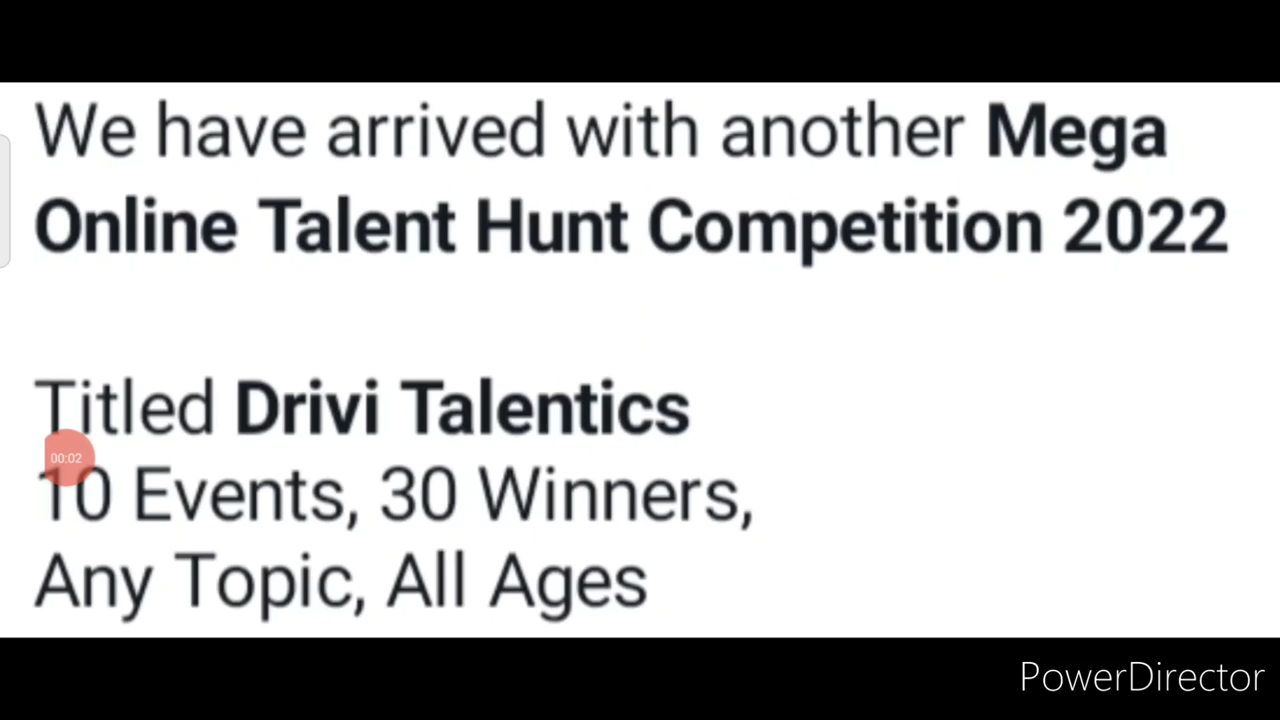 We have arrived with another Mega
Online Talent Hunt Competition 2022
Titled Drivi Talentics
00:02
10 Events, 30 Winners,
Any Topic, All Ages
PowerDirector